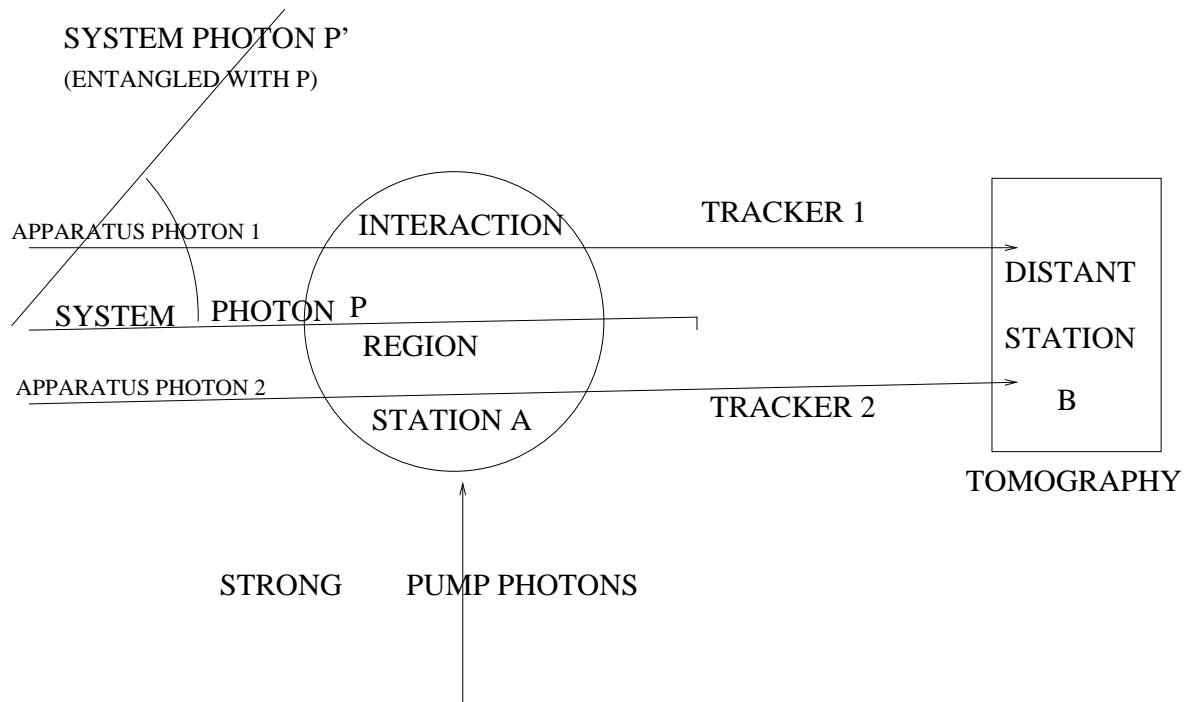 SYSTEM PHOTON P’
(ENTANGLED WITH P)
APPARATUS PHOTON 1
INTERACTION
TRACKER 1
DISTANT
SYSTEM PHOTON P
REGION
STATION
APPARATUS PHOTON 2
STATION A
TRACKER 2
B
TOMOGRAPHY
STRONG PUMP PHOTONS